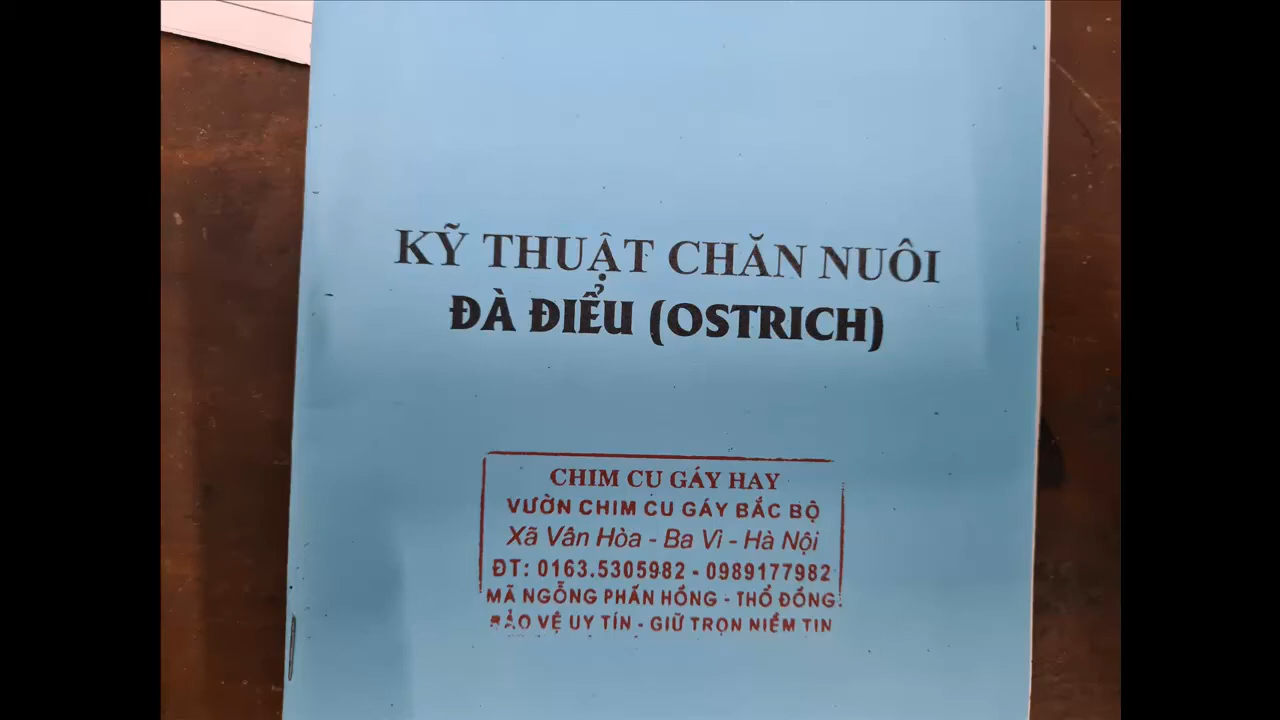 KỸ THUẬT CHĂN NUÔI
ĐÀ ĐIỂU (OSTRICH)
CHIM CU GÁY HAY
VƯỜN CHIM CU GÁY BẮC BỘ
Xã Vân Hòa - Ba Vì - Hà Nội
ĐT: 0163.5305982 - 0989177982
MÃ NGỖNG PHẤN HỒNG - THỔ ĐỒNG
BẢO VỆ UY TÍN - GIỮ TRỌN NIỀM TIN